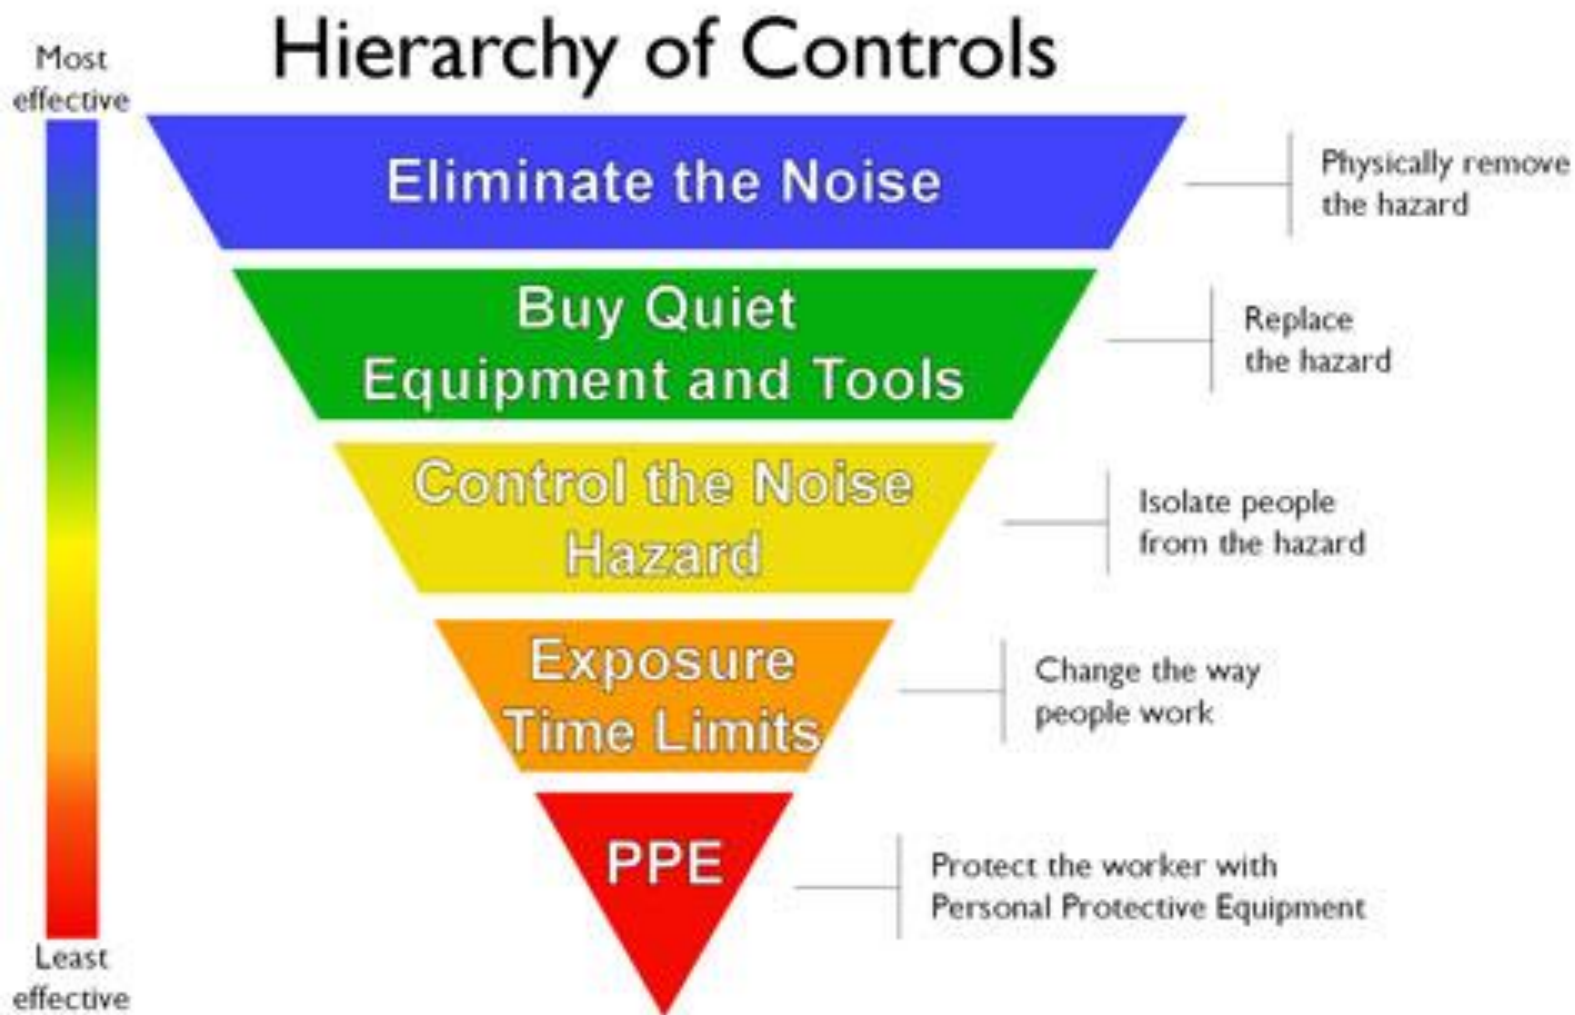 Hierarchy of Controls
Most
effective
Eliminate the Noise
Physically remove
the hazard
Buy Quiet
Equipment and Tools
Replace
the hazard
Control the Noise
Hazard
Isolate people
from the hazard
Exposure
Time Limits
Change the way
people work
PPE
Protect the worker with
Personal Protective Equipment
Least
effective